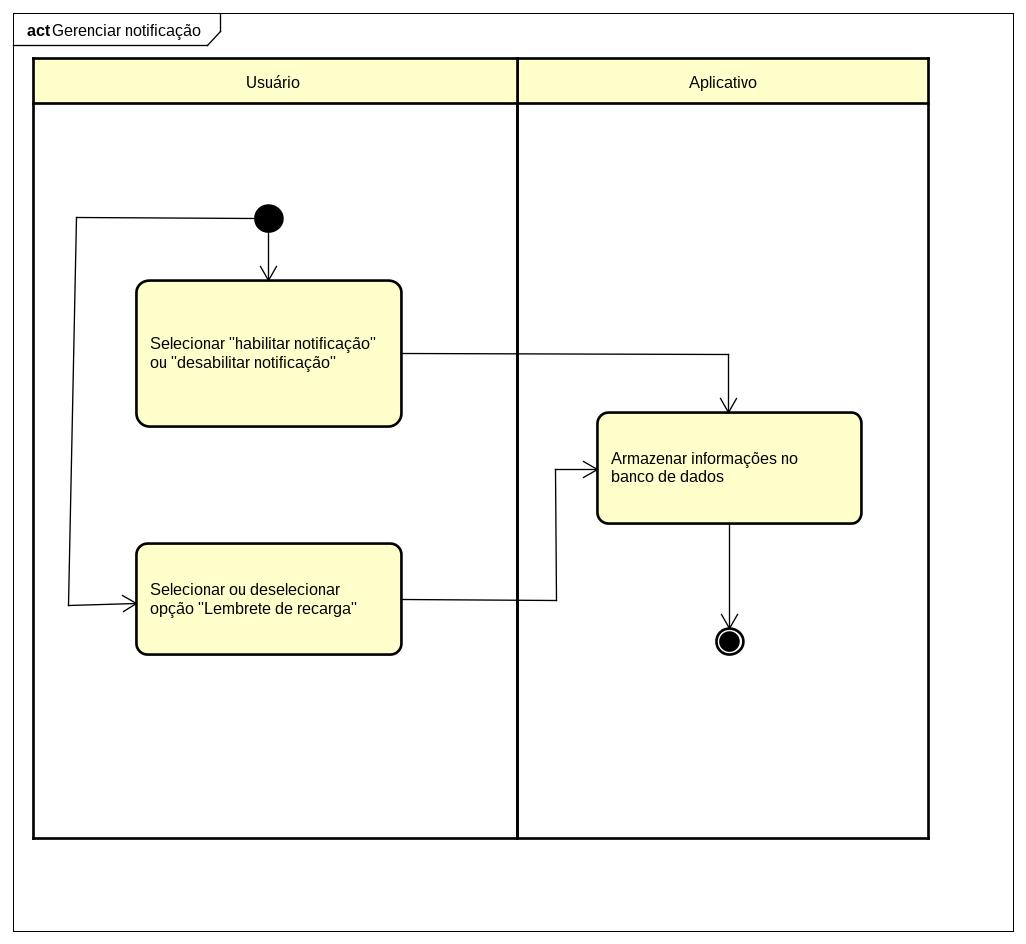 act Gerenciar notificação
Usuário
Aplicativo
Selecionar "habilitar notificação"
ou "desabilitar notificação"
Armazenar informações no
banco de dados
Selecionar ou deselecionar
opção "Lembrete de recarga"